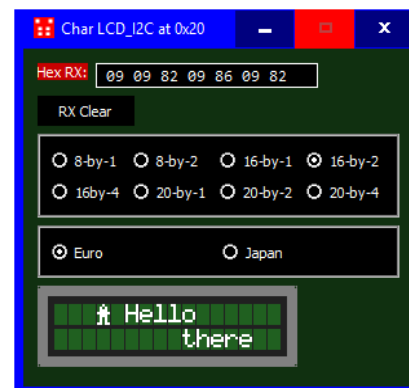 Char LCD_I2C at 0x20
Hex RX: 09 09 82 09 86 09 82
RX Clear
8-by-1 8-by-2 16-by-1 16-by-2
16by-4 20-by-1 20-by-2 20-by-4
Euro Japan
Hello
there